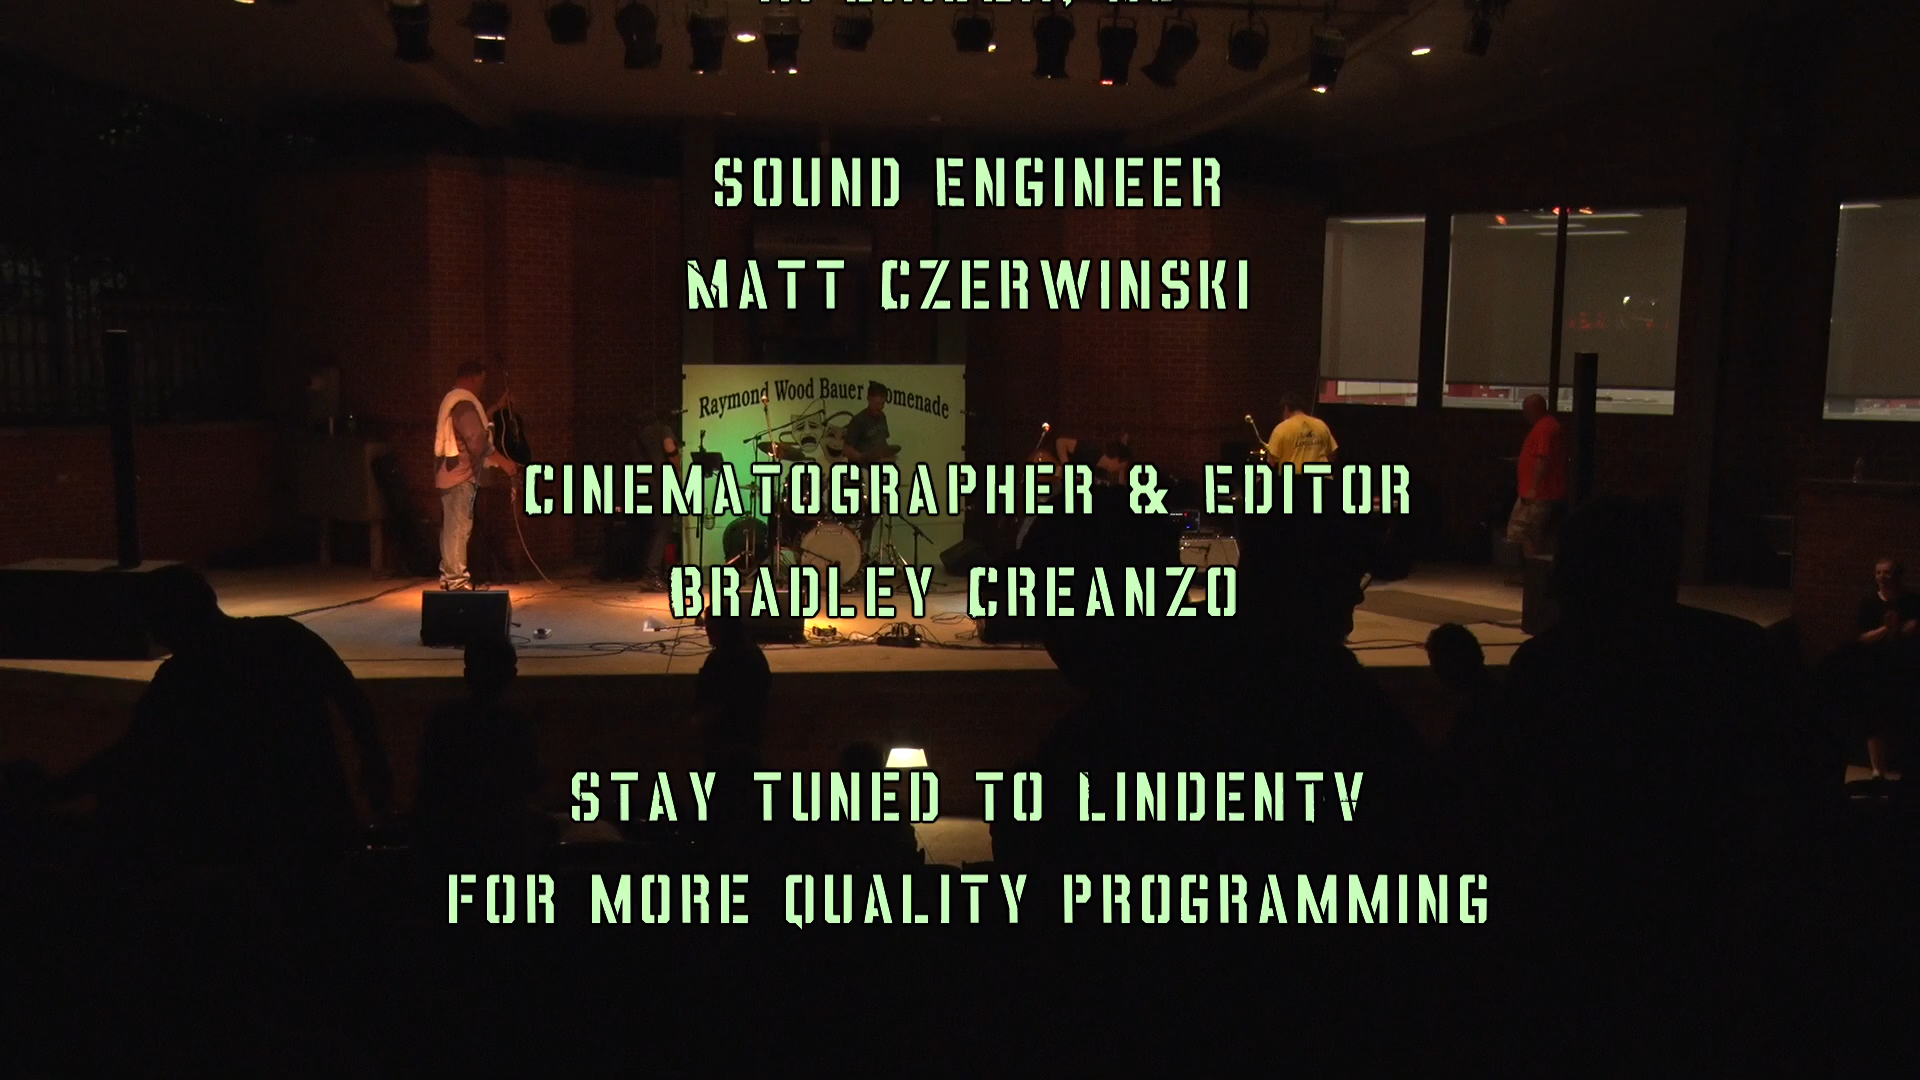 SOUND ENGINEER
MATT CZERWINSKI
Raymond Wood Bauer Promenade
CINEMATOGRAPHER & EDITOR
BRADLEY CREANZO
STAY TUNED TO LINDENTV
FOR MORE QUALITY PROGRAMMING